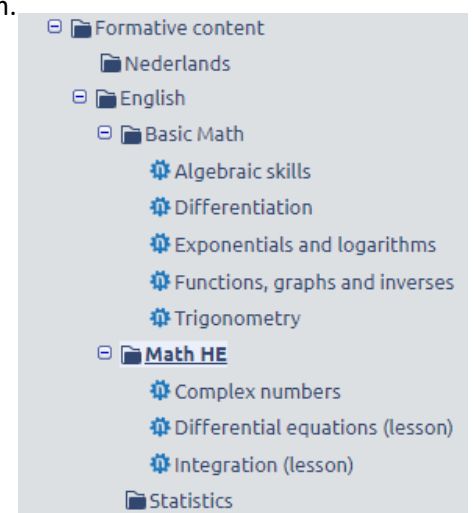 n.
Formative content
Nederlands
English
Basic Math
Algebraic skills
Differentiation
Exponentials and logarithms
Functions, graphs and inverses
Trigonometry
Math HE
Complex numbers
Differential equations (lesson)
Integration (lesson)
Statistics